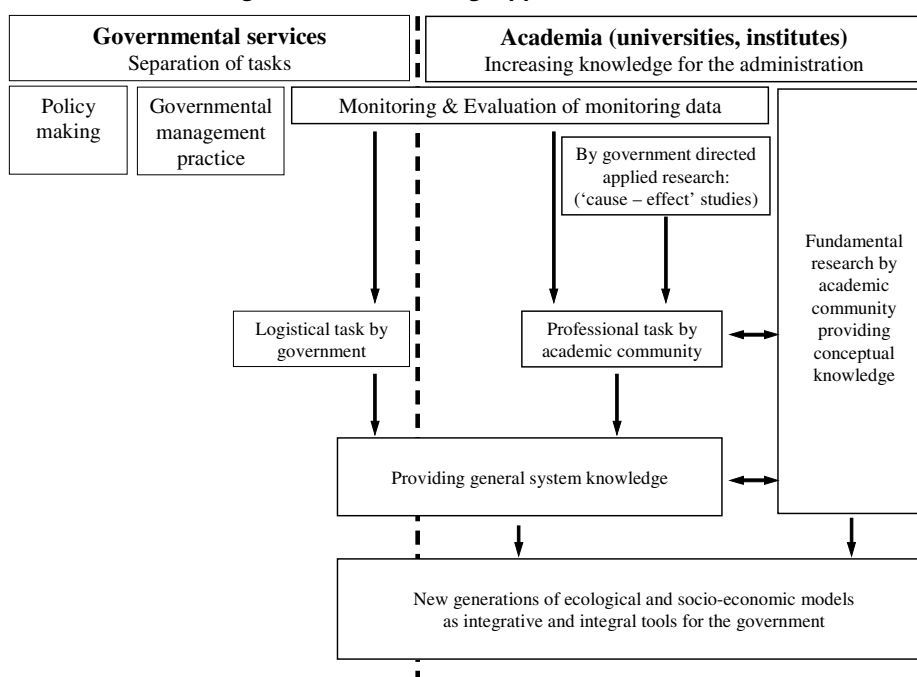 Governmental services
Separation of tasks
Academia (universities, institutes)
Increasing knowledge for the administration
Policy
making
Governmental
management
practice
Monitoring & Evaluation of monitoring data
By government directed
applied research:
(‘cause – effect’ studies)
Fundamental
research by
academic
community
providing
conceptual
knowledge
Logistical task by
government
Professional task by
academic community
Providing general system knowledge
New generations of ecological and socio-economic models
as integrative and integral tools for the government